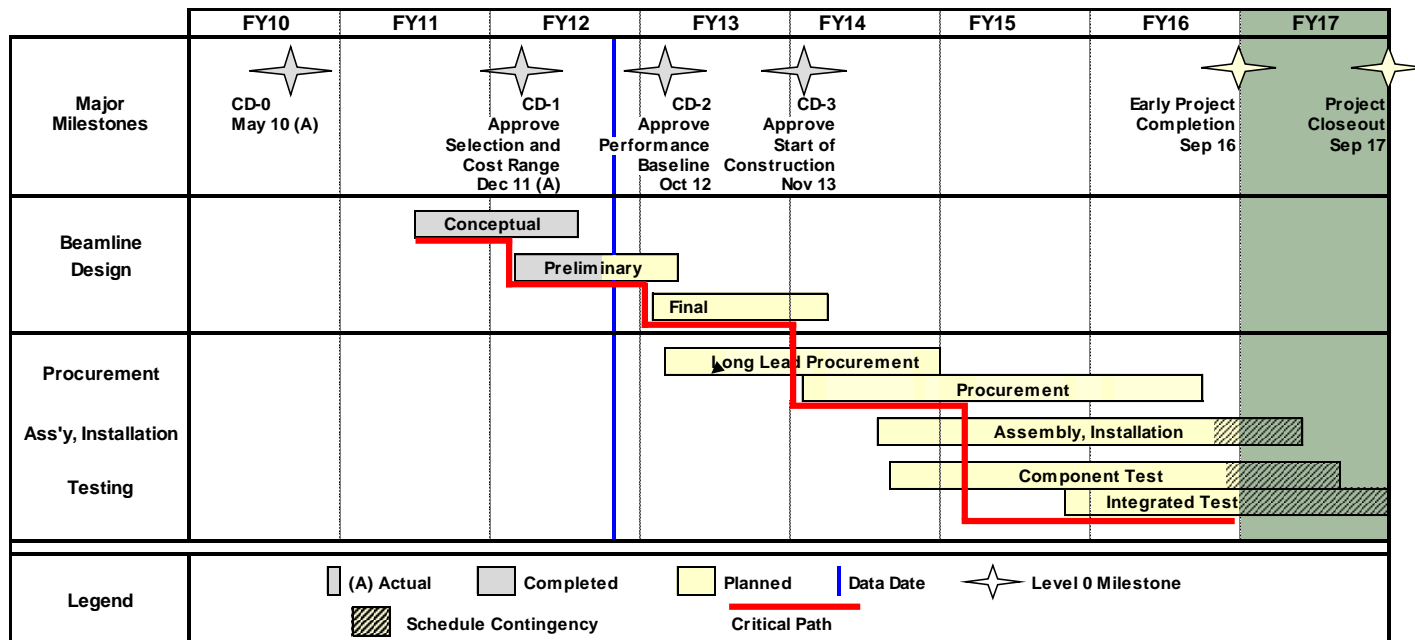 FY10 FY11 FY12 FY13 FY14 FY15 FY16 FY17
Major
Milestones
CD-0
May 10 (A)
CD-1
Approve
Selection and
Cost Range
Dec 11 (A)
CD-2
Approve
Performance
Baseline
Oct 12
CD-3
Approve
Start of
Construction
Nov 13
Early Project
Completion
Sep 16
Project
Closeout
Sep 17
Beamline
Design
Conceptual
Preliminary
Final
Procurement
Long Lead Procurement
Procurement
Ass'y, Installation
Assembly, Installation
Testing
Component Test
Integrated Test
Legend
(A) Actual
Completed
Planned
Data Date
Level 0 Milestone
Schedule Contingency
Critical Path